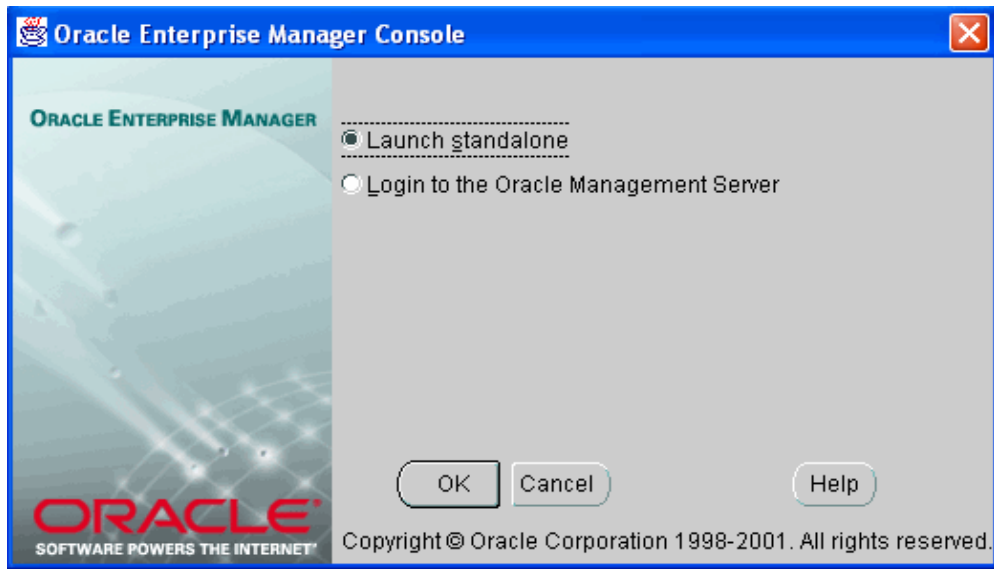 Oracle Enterprise Manager Console
ORACLE ENTERPRISE MANAGER
Launch standalone
Login to the Oracle Management Server
OK Cancel Help
ORACLE®
SOFTWARE POWERS THE INTERNET™
Copyright © Oracle Corporation 1998-2001. All rights reserved.